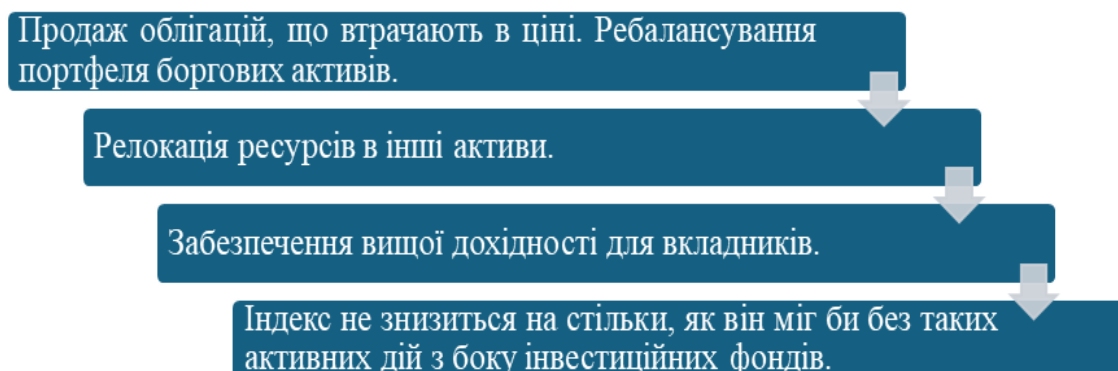 Продаж облігацій, що втрачають в ціні. Ребалансування
портфеля боргових активів.
Релокація ресурсів в інші активи.
Забезпечення вищої дохідності для вкладників.
Індекс не знизиться на стільки, як він міг би без таких
активних дій з боку інвестиційних фондів.